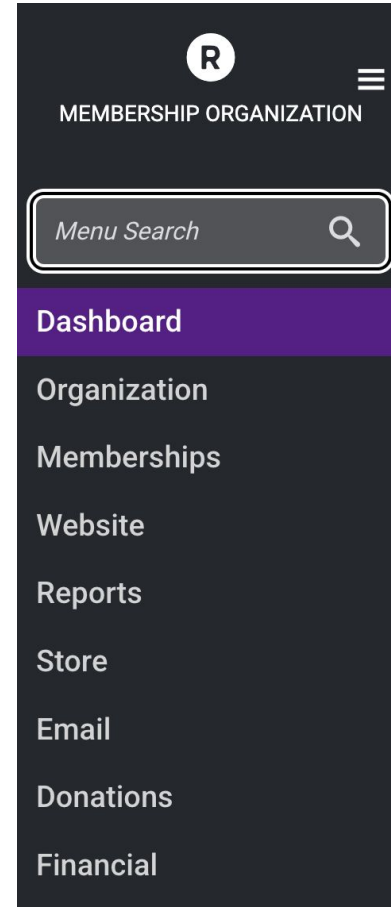 R
MEMBERSHIP ORGANIZATION
Menu Search
Dashboard
Organization
Memberships
Website
Reports
Store
Email
Donations
Financial